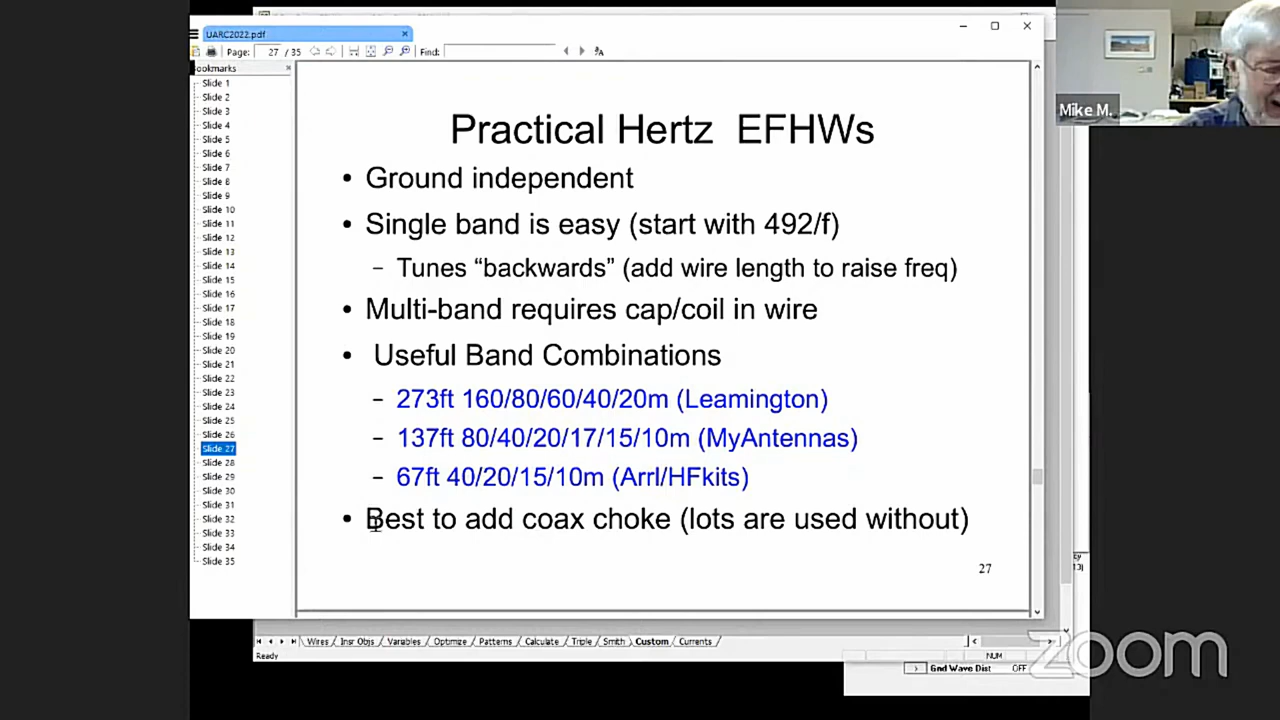 UARC2022.pdf
Page: 27 / 35 Find:
ookmarks
Slide 1
Slide 2
Slide 3
Slide 4
Slide 5
Slide 6
Slide 7
Slide 8
Slide 9
Slide 10
Slide 11
Slide 12
Slide 13
Slide 14
Slide 15
Slide 16
Slide 17
Slide 18
Slide 19
Slide 20
Slide 21
Slide 22
Slide 23
Slide 24
Slide 25
Slide 26
Slide 27
Slide 28
Slide 29
Slide 30
Slide 31
Slide 32
Slide 33
Slide 34
Slide 35
Practical Hertz EFHWs
• Ground independent
• Single band is easy (start with 492/f)
– Tunes “backwards” (add wire length to raise freq)
• Multi-band requires cap/coil in wire
• Useful Band Combinations
– 273ft 160/80/60/40/20m (Leamington)
– 137ft 80/40/20/17/15/10m (MyAntennas)
– 67ft 40/20/15/10m (Arrl/HFkits)
• Best to add coax choke (lots are used without)
27
Mike M.
Wires Insr Objs Variables Optimize Patterns Calculate Triple Smith Custom Currents
Ready
NUM
Gnd Wave Dist OFF
zoom